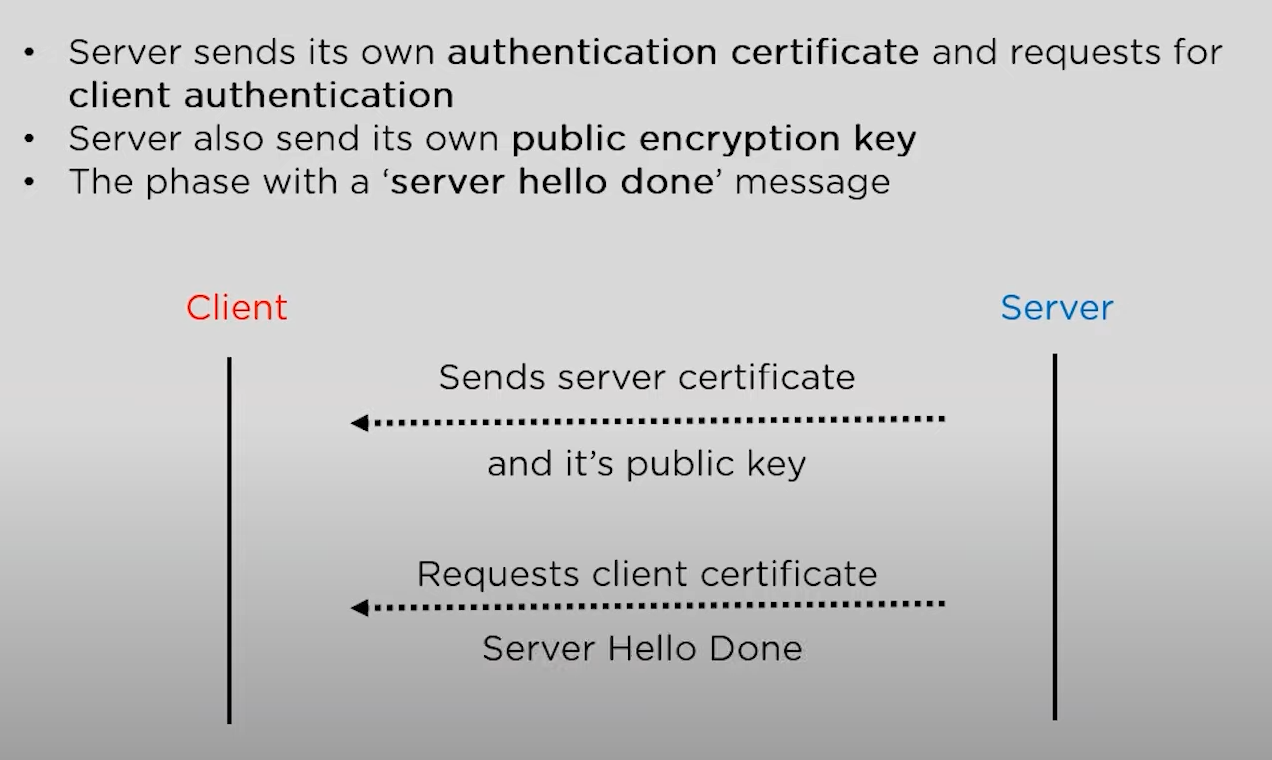 • Server sends its own authentication certificate and requests for
client authentication
• Server also send its own public encryption key
• The phase with a ‘server hello done’ message
Client
Server
Sends server certificate
and it’s public key
Requests client certificate
Server Hello Done